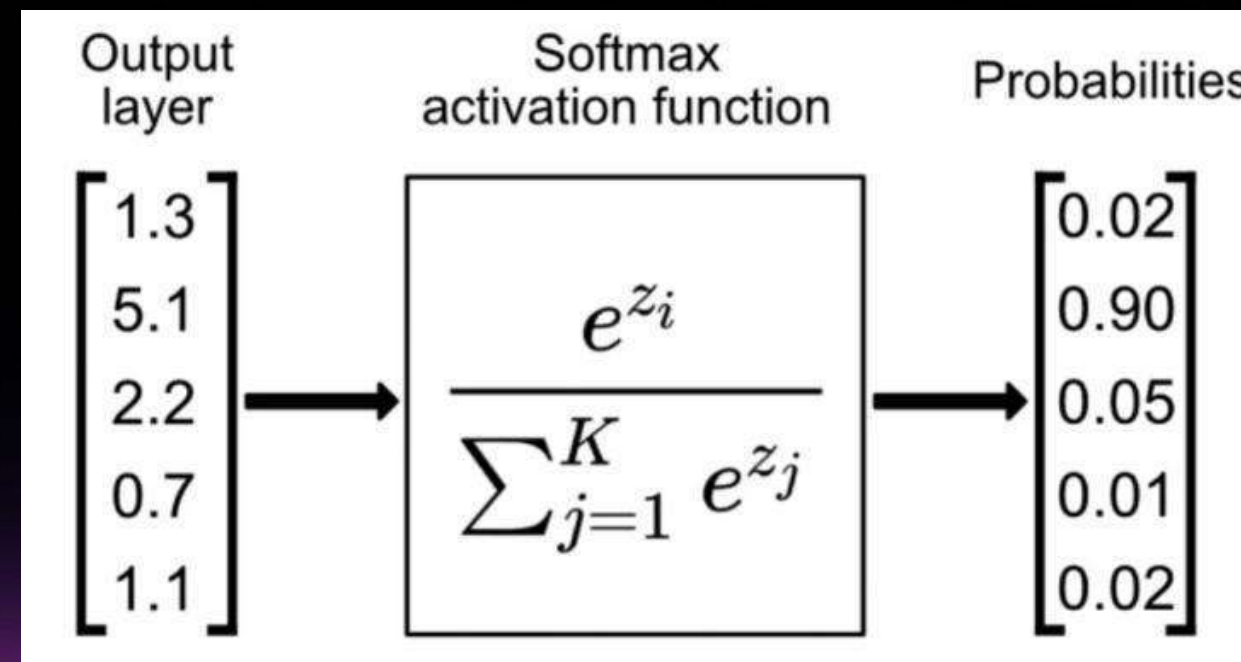 Output
layer
Softmax
activation function
Probabilities
1.3
5.1
2.2
0.7
1.1
e^{z_i}
∑_{j=1}^{K} e^{z_j}
0.02
0.90
0.05
0.01
0.02